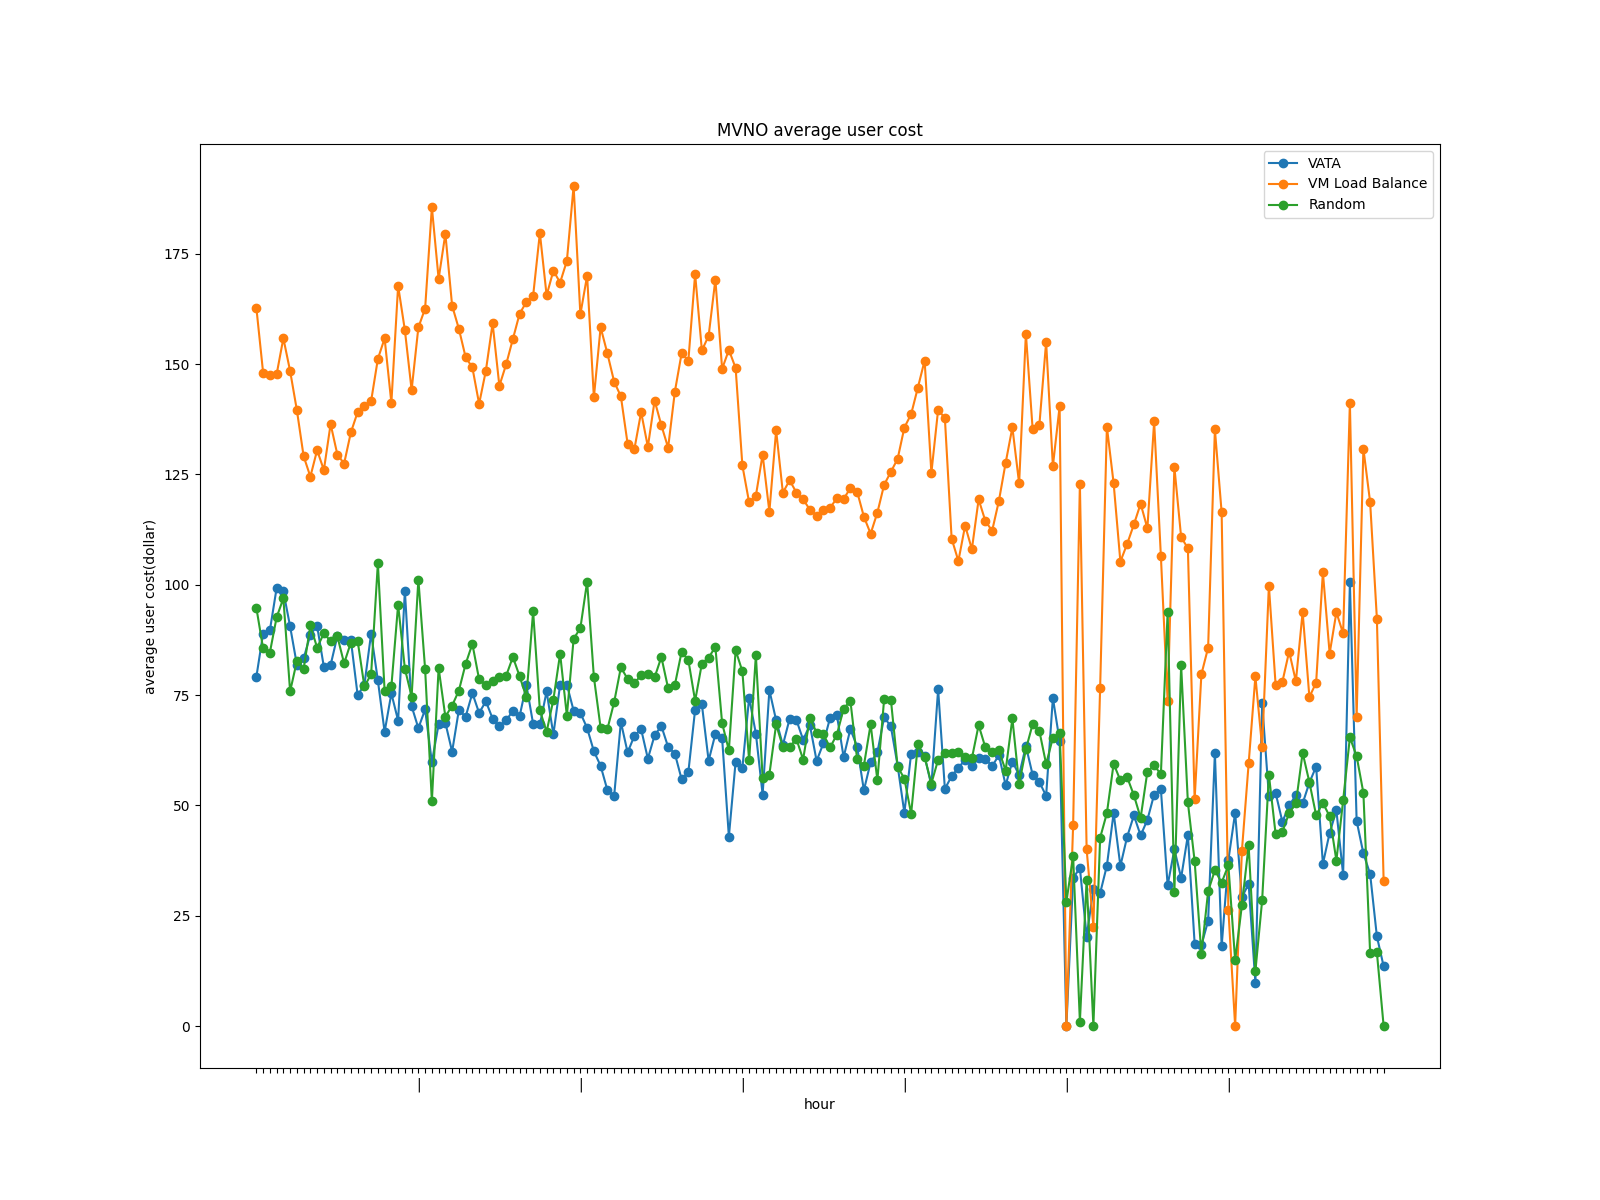 MVNO average user cost
VATA
VM Load Balance
Random
average user cost(dollar)
175
150
125
100
75
50
25
0
hour